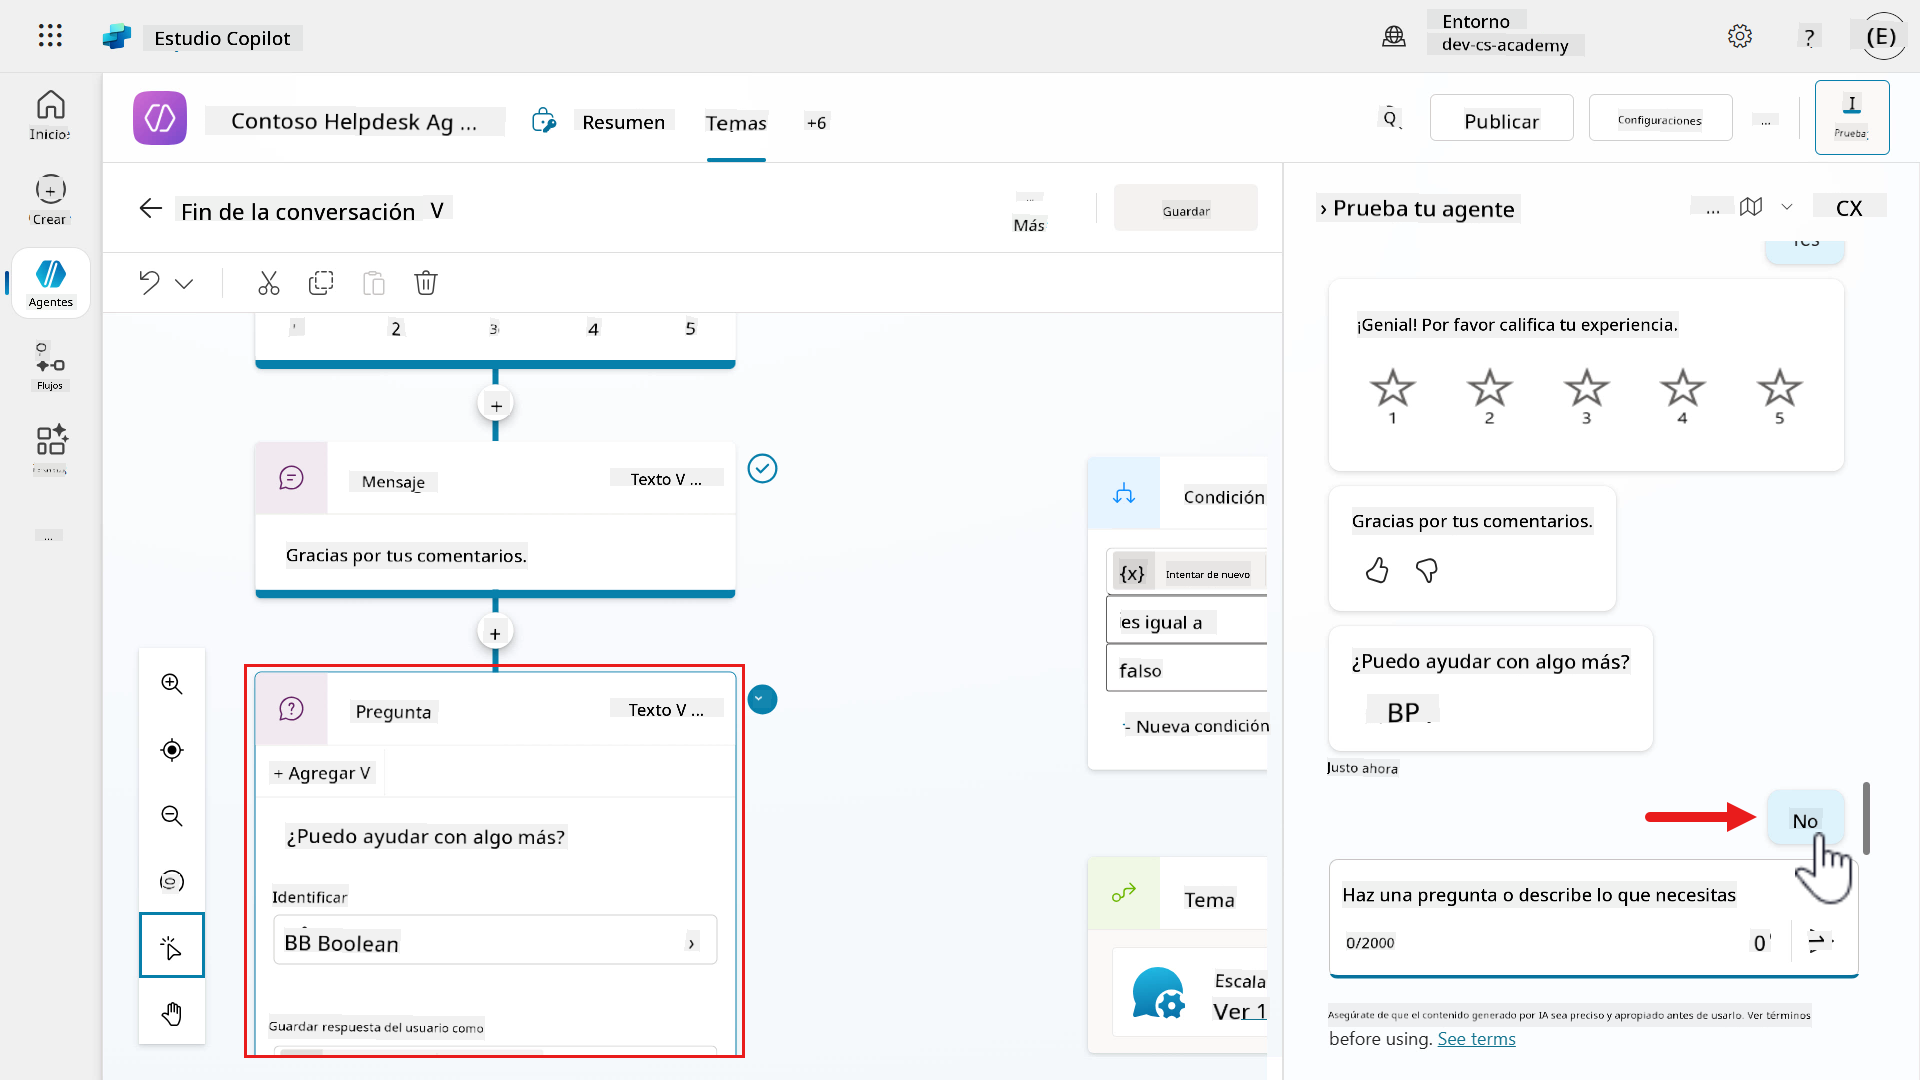 Estudio Copilot
Entorno
dev-cs-academy
?
(E)
Inicio
Contoso Helpdesk Ag ...
Resumen
Temas
+6
Publicar
Configuraciones
...
Prueba
Crear
Agentes
Flujos
...
Fin de la conversación V
...
Más
Guardar
2
3
4
5
+
Mensaje
Texto V ...
Gracias por tus comentarios.
+
Pregunta
Texto V ...
+ Agregar V
¿Puedo ayudar con algo más?
Identificar
BB Boolean
Guardar respuesta del usuario como
Condición
{x} Intentar de nuevo
es igual a
falso
- Nueva condición
Tema
Escala
Ver 1
› Prueba tu agente
...
CX
Yes
¡Genial! Por favor califica tu experiencia.
1
2
3
4
5
Gracias por tus comentarios.
¿Puedo ayudar con algo más?
BP
Justo ahora
No
Haz una pregunta o describe lo que necesitas
0/2000
Asegúrate de que el contenido generado por IA sea preciso y apropiado antes de usarlo. Ver términos
before using. See terms